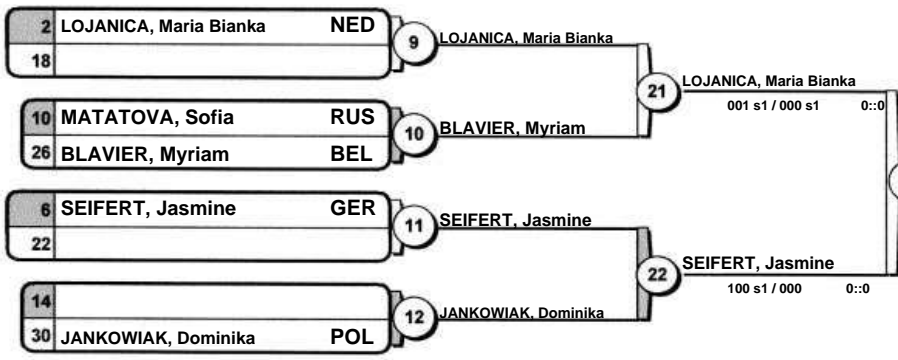 2 LOJANICA, Maria Bianka NED
18
9
LOJANICA, Maria Bianka
10 MATATOVA, Sofia RUS
26 BLAVIER, Myriam BEL
10
BLAVIER, Myriam
21
LOJANICA, Maria Bianka
001 s1 / 000 s1 0::0
6 SEIFERT, Jasmine GER
22
11
SEIFERT, Jasmine
14
30 JANKOWIAK, Dominika POL
12
JANKOWIAK, Dominika
22
SEIFERT, Jasmine
100 s1 / 000 0::0